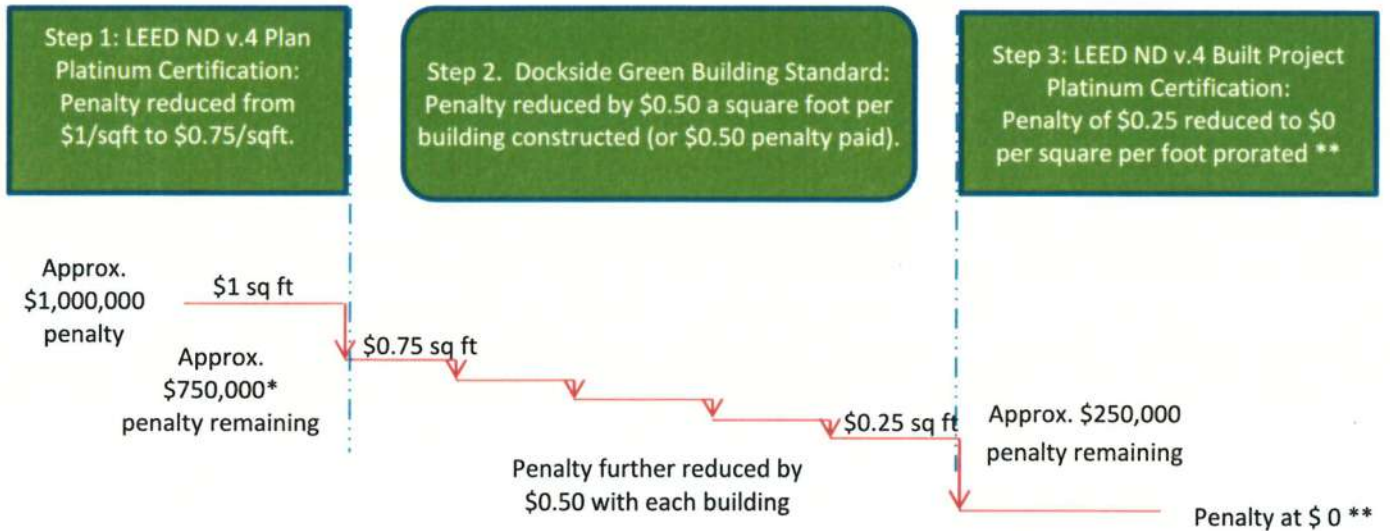 Step 1: LEED ND v.4 Plan
Platinum Certification:
Penalty reduced from
$1/sqft to $0.75/sqft.
Step 2. Dockside Green Building Standard:
Penalty reduced by $0.50 a square foot per
building constructed (or $0.50 penalty paid).
Step 3: LEED ND v.4 Built Project
Platinum Certification:
Penalty of $0.25 reduced to $0
per square per foot prorated **
Approx.
$1,000,000
penalty
$1 sq ft
Approx.
$750,000*
penalty remaining
$0.75 sq ft
$0.25 sq ft
Penalty further reduced by
$0.50 with each building
Approx. $250,000
penalty remaining
Penalty at $ 0 **